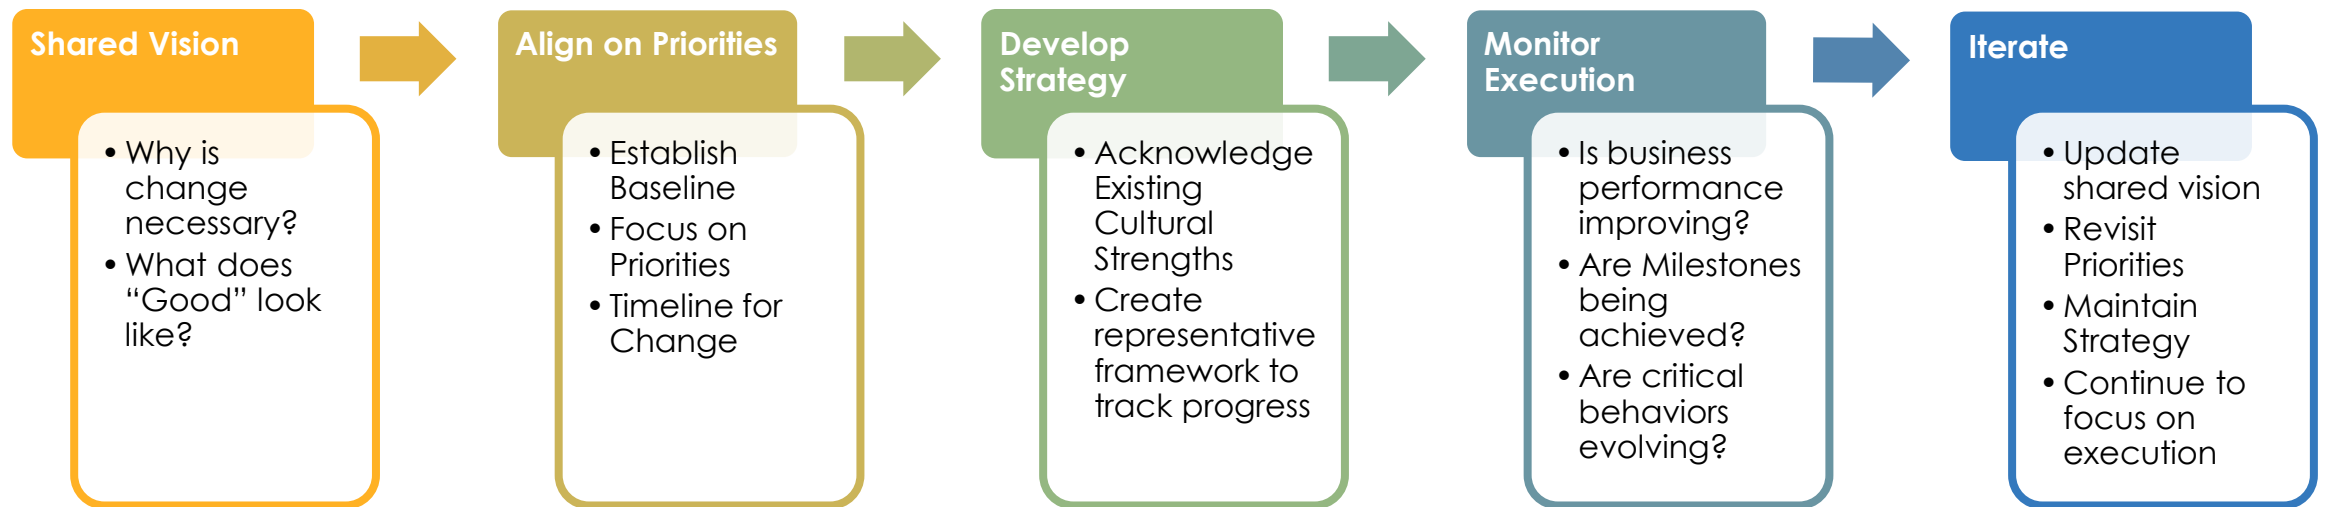 Shared Vision
• Why is
change
necessary?
• What does
“Good” look
like?
Align on Priorities
• Establish
Baseline
• Focus on
Priorities
• Timeline for
Change
Develop
Strategy
• Acknowledge
Existing
Cultural
Strengths
• Create
representative
framework to
track progress
Monitor
Execution
• Is business
performance
improving?
• Are Milestones
being
achieved?
• Are critical
behaviors
evolving?
Iterate
• Update
shared vision
• Revisit
Priorities
• Maintain
Strategy
• Continue to
focus on
execution